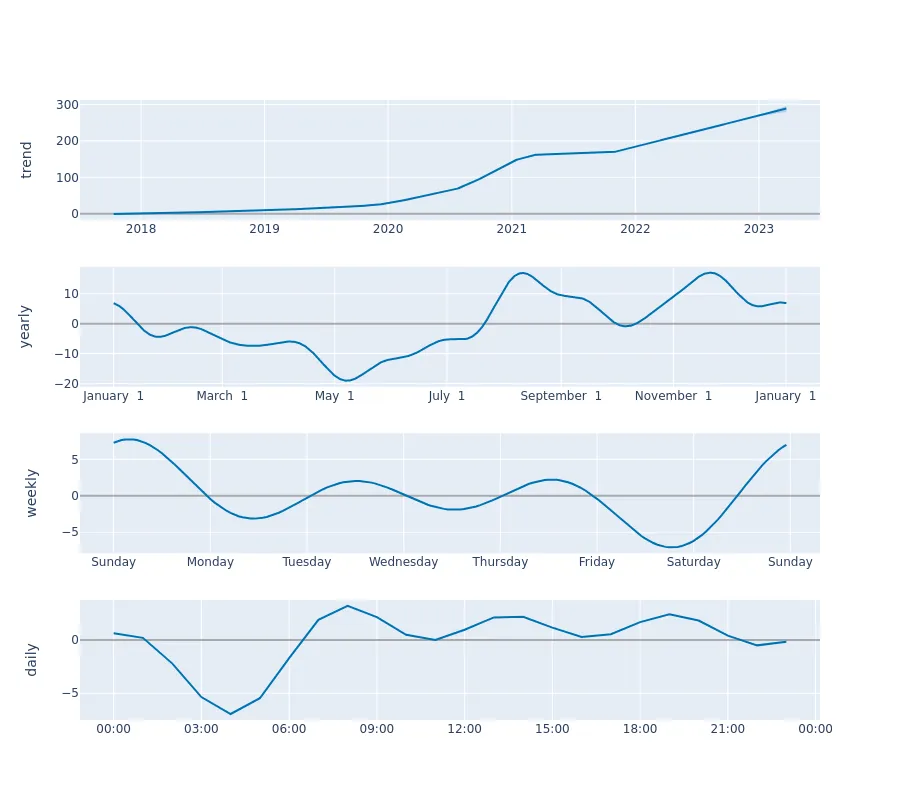 trend
300
200
100
0
2018 2019 2020 2021 2022 2023
yearly
10
0
−10
−20
January 1 March 1 May 1 July 1 September 1 November 1 January 1
weekly
5
0
−5
Sunday Monday Tuesday Wednesday Thursday Friday Saturday Sunday
daily
0
−5
00:00 03:00 06:00 09:00 12:00 15:00 18:00 21:00 00:00